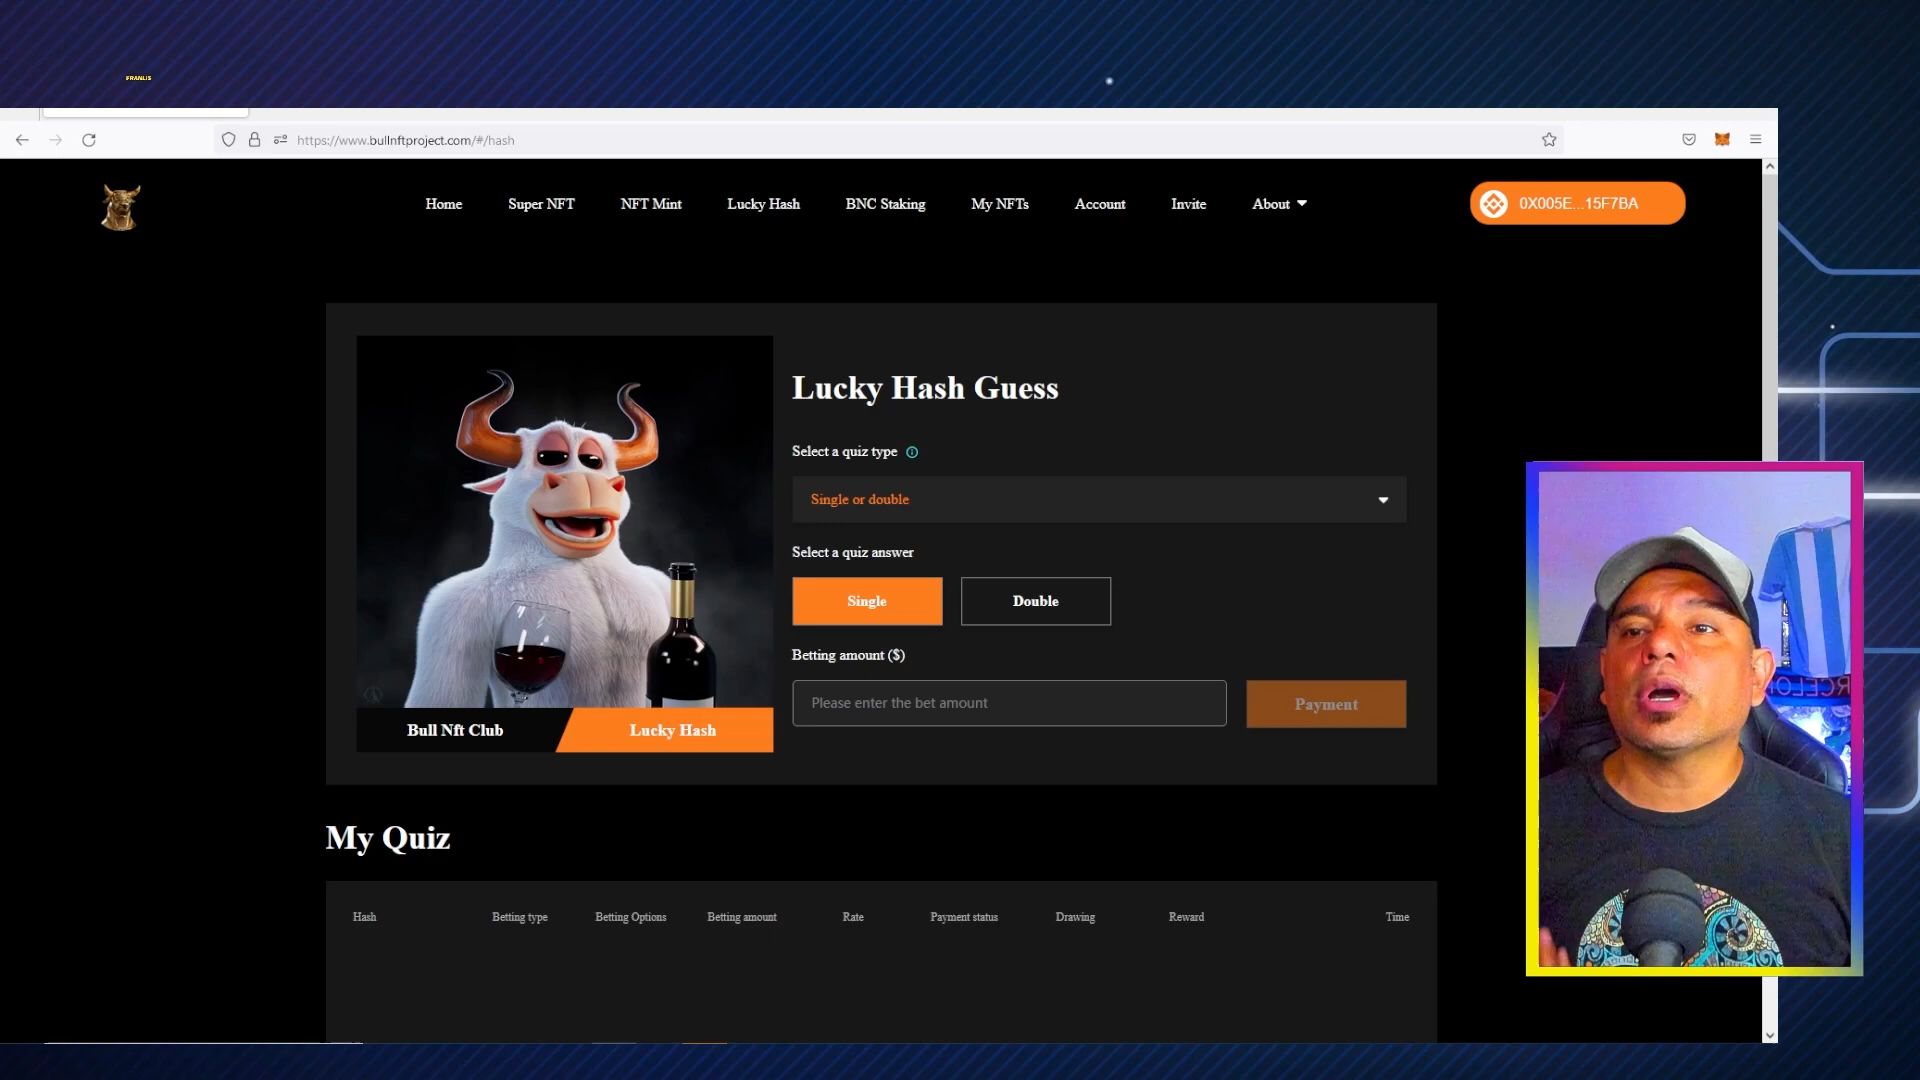 FRANLIS
https://www.bullnftproject.com/#/hash
Home Super NFT NFT Mint Lucky Hash BNC Staking My NFTs Account Invite About
0X005E...15F7BA
Lucky Hash Guess
Select a quiz type
Single or double
Select a quiz answer
Single Double
Betting amount ($)
Please enter the bet amount Payment
Bull Nft Club Lucky Hash
My Quiz
Hash Betting type Betting Options Betting amount Rate Payment status Drawing Reward Time